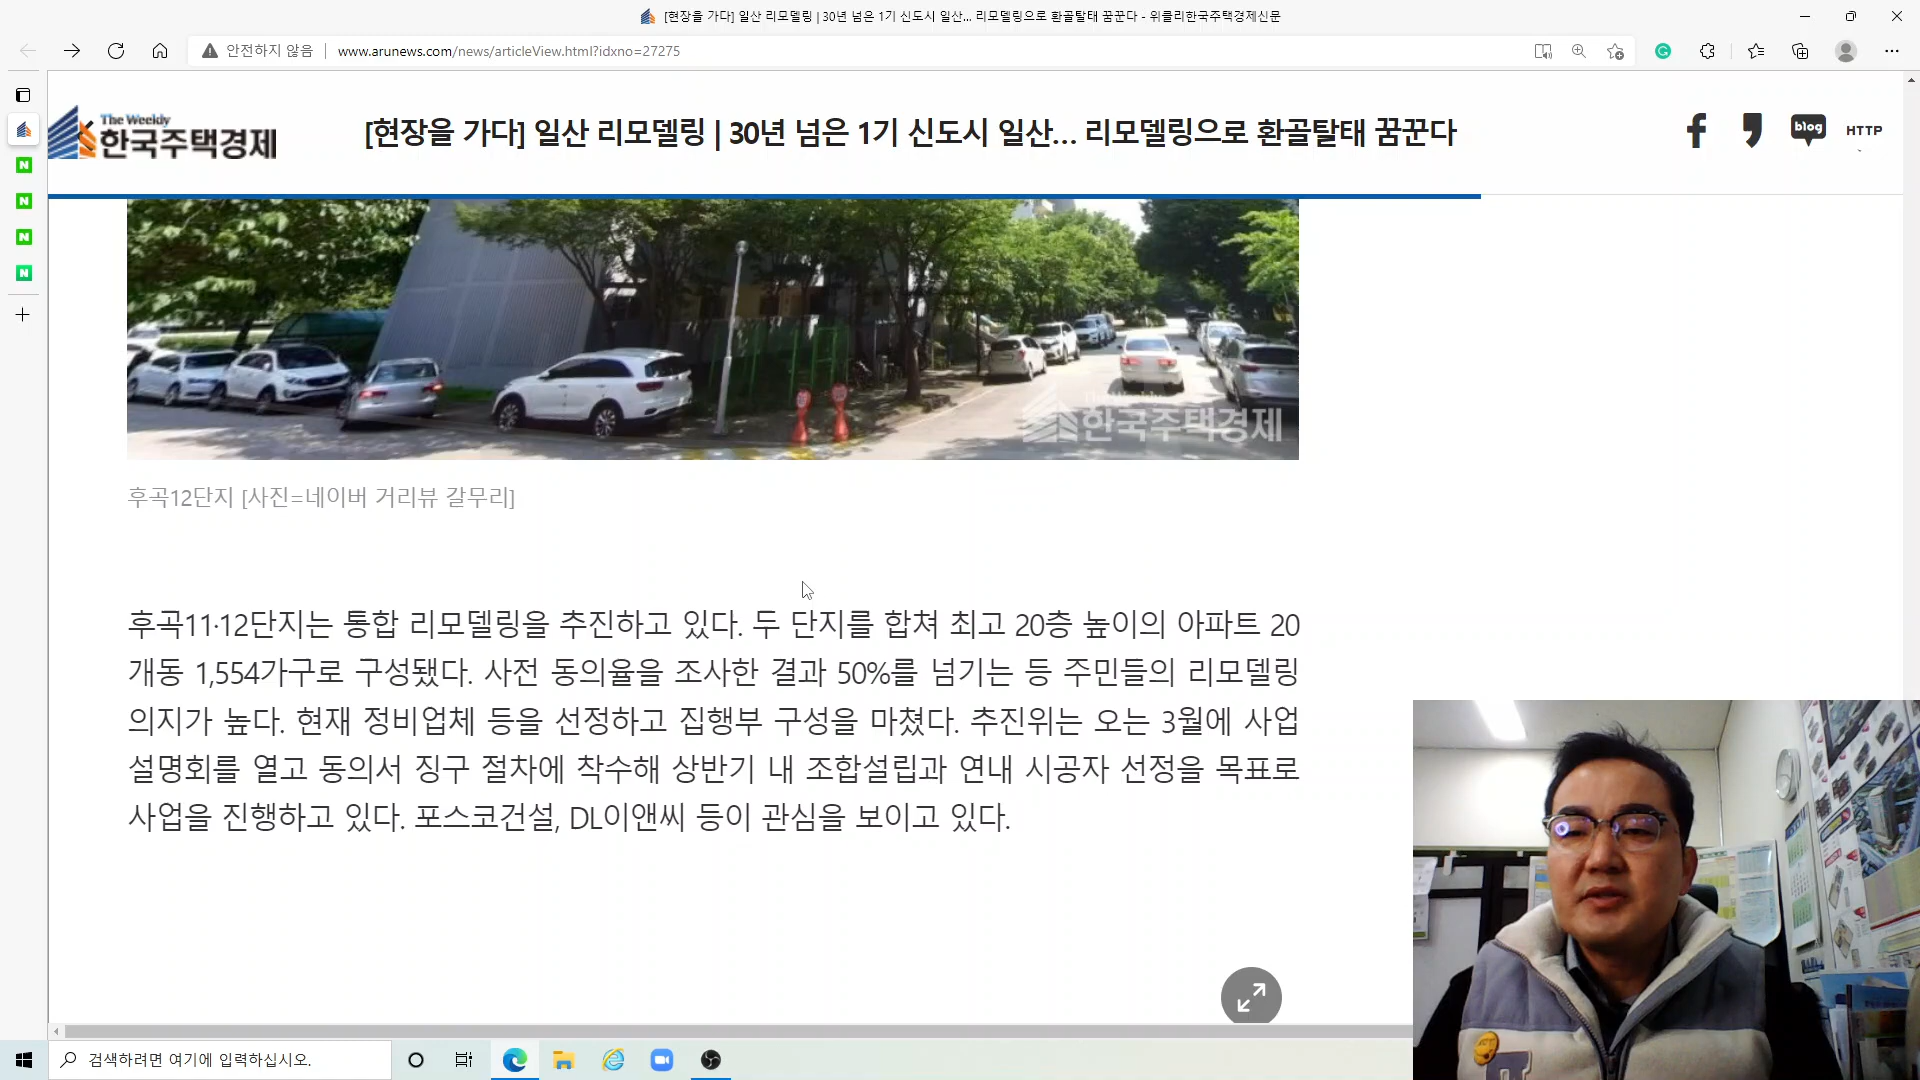 [현장을 가다] 일산 리모델링 | 30년 넘은 1기 신도시 일산... 리모델링으로 환골탈태 꿈꾼다 - 위클리한국주택경제신문
안전하지 않음
www.arunews.com/news/articleView.html?idxno=27275
The Weekly
한국주택경제
[현장을 가다] 일산 리모델링 | 30년 넘은 1기 신도시 일산... 리모델링으로 환골탈태 꿈꾼다
blog
HTTP
한국주택경제
후곡12단지 [사진=네이버 거리뷰 갈무리]
후곡11·12단지는 통합 리모델링을 추진하고 있다. 두 단지를 합쳐 최고 20층 높이의 아파트 20
개동 1,554가구로 구성됐다. 사전 동의율을 조사한 결과 50%를 넘기는 등 주민들의 리모델링
의지가 높다. 현재 정비업체 등을 선정하고 집행부 구성을 마쳤다. 추진위는 오는 3월에 사업
설명회를 열고 동의서 징구 절차에 착수해 상반기 내 조합설립과 연내 시공자 선정을 목표로
사업을 진행하고 있다. 포스코건설, DL이앤씨 등이 관심을 보이고 있다.
검색하려면 여기에 입력하십시오.